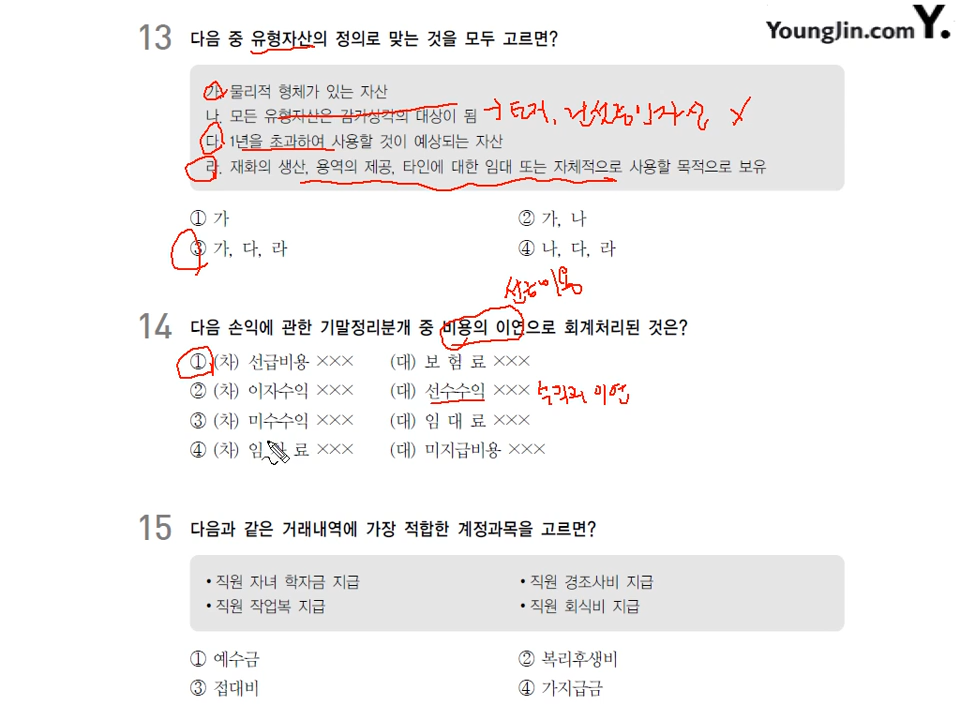 YoungJin.com Y.
13 다음 중 유형자산의 정의로 맞는 것을 모두 고르면?
가. 물리적 형체가 있는 자산
나. 모든 유형자산은 감가상각의 대상이 됨 → 토지, 건설중인자산 X
다. 1년을 초과하여 사용할 것이 예상되는 자산
라. 재화의 생산, 용역의 제공, 타인에 대한 임대 또는 자체적으로 사용할 목적으로 보유
① 가 ② 가, 나
③ 가, 다, 라 ④ 나, 다, 라
선급비용
14 다음 손익에 관한 기말정리분개 중 비용의 이연으로 회계처리된 것은?
① (차) 선급비용 ××× (대) 보 험 료 ×××
② (차) 이자수익 ××× (대) 선수수익 ××× 수익의 이연
③ (차) 미수수익 ××× (대) 임 대 료 ×××
④ (차) 임 차 료 ××× (대) 미지급비용 ×××
15 다음과 같은 거래내역에 가장 적합한 계정과목을 고르면?
• 직원 자녀 학자금 지급 • 직원 경조사비 지급
• 직원 작업복 지급 • 직원 회식비 지급
① 예수금 ② 복리후생비
③ 접대비 ④ 가지급금